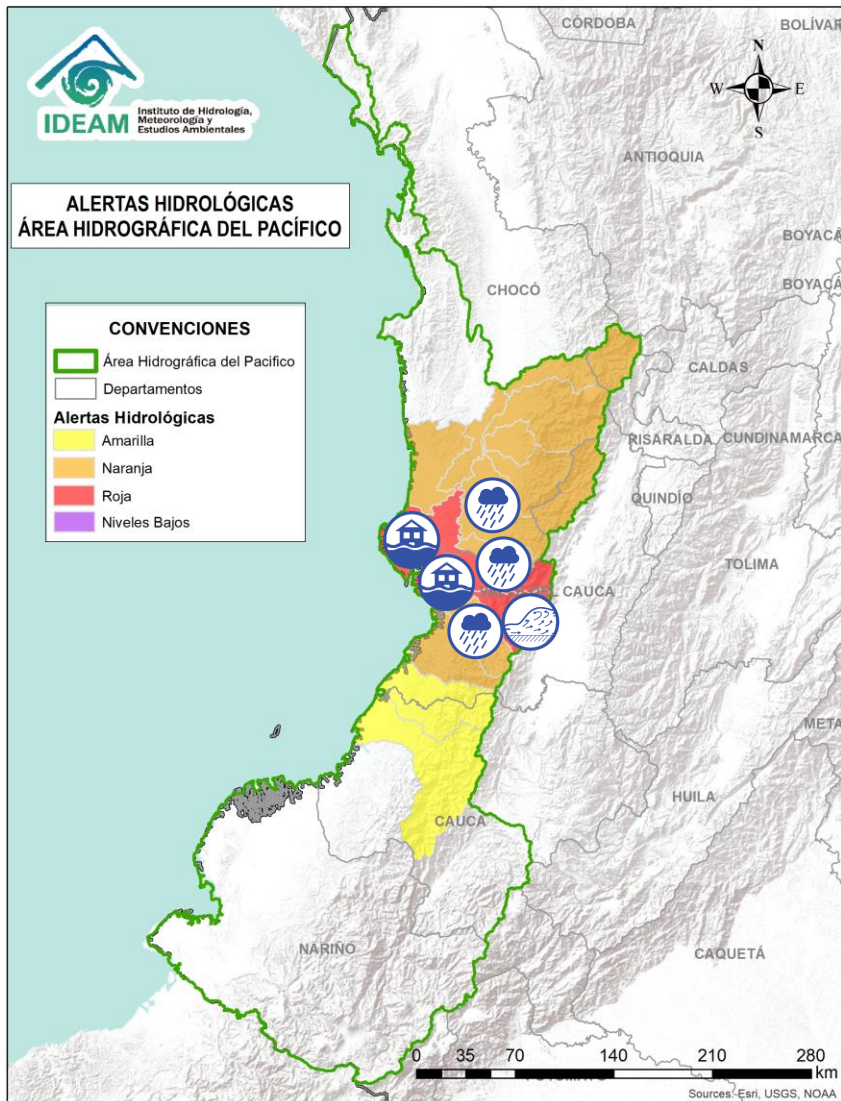 IDEAM
Instituto de Hidrología,
Meteorología y
Estudios Ambientales
ALERTAS HIDROLÓGICAS
ÁREA HIDROGRÁFICA DEL PACÍFICO
CONVENCIONES
Área Hidrográfica del Pacifico
Departamentos
Alertas Hidrológicas
Amarilla
Naranja
Roja
Niveles Bajos
N
W
E
S
CÓRDOBA
BOLÍVAR
ANTIOQUIA
BOYACÁ
BOYACÁ
CHOCÓ
CALDAS
RISARALDA
CUNDINAMARCA
QUINDÍO
TOLIMA
DEL CAUCA
META
HUILA
CAUCA
NARIÑO
CAQUETÁ
0 35 70 140 210 280
km
Sources: Esri, USGS, NOAA